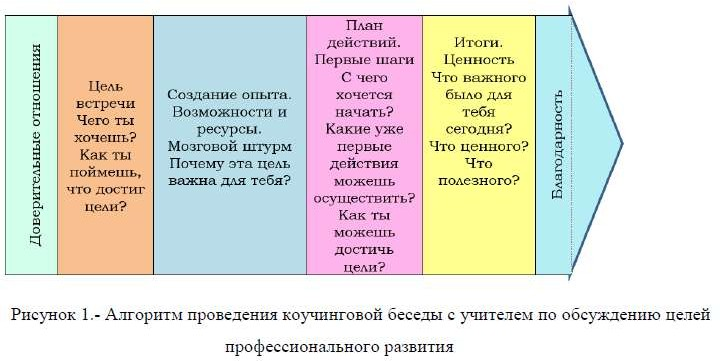 Доверительные отношения
Цель
встречи
Чего ты
хочешь?
Как ты
поймешь,
что достиг
цели?
Создание опыта.
Возможности и
ресурсы.
Мозговой штурм
Почему эта цель
важна для тебя?
План
действий.
Первые шаги
С чего
хочется
начать?
Какие уже
первые
действия
можешь
осуществить?
Как ты
можешь
достичь
цели?
Итоги.
Ценность
Что важного
было для
тебя
сегодня?
Что ценного?
Что
полезного?
Благодарность
Рисунок 1.- Алгоритм проведения коучинговой беседы с учителем по обсуждению целей
профессионального развития